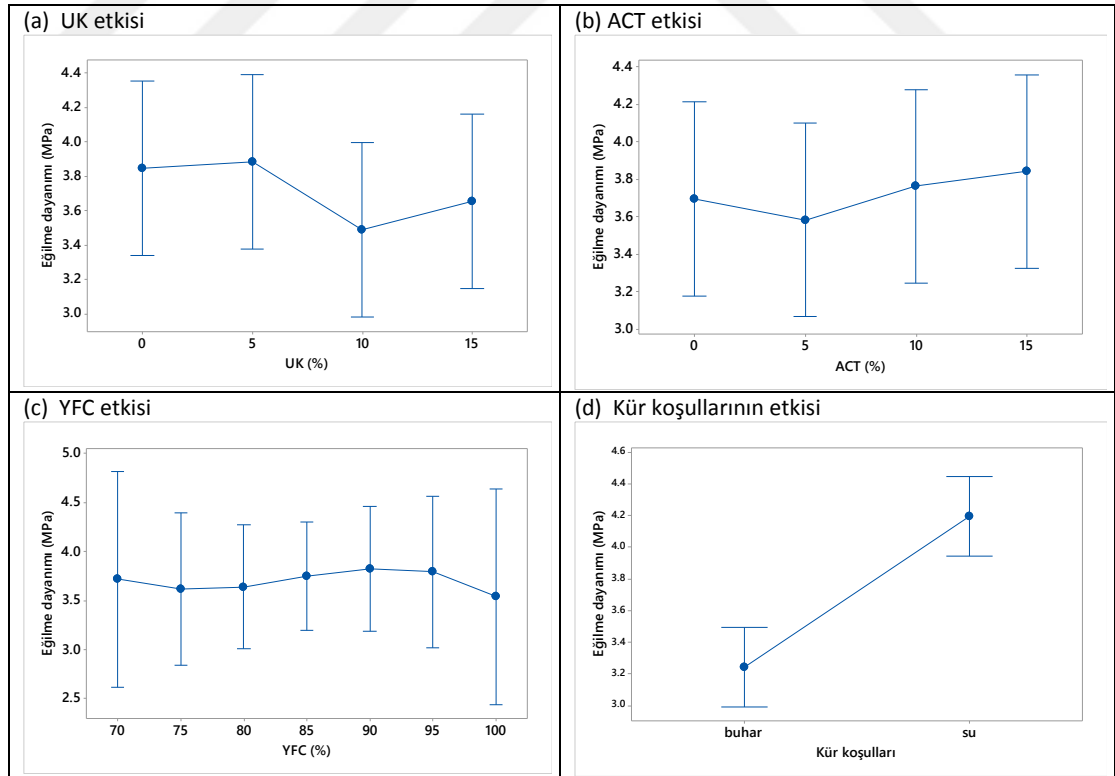 (a) UK etkisi
Eğilme dayanımı (MPa)
4.4
4.2
4.0
3.8
3.6
3.4
3.2
3.0
0 5 10 15
UK (%)
(b) ACT etkisi
Eğilme dayanımı (MPa)
4.4
4.2
4.0
3.8
3.6
3.4
3.2
3.0
0 5 10 15
ACT (%)
(c) YFC etkisi
Eğilme dayanımı (MPa)
5.0
4.5
4.0
3.5
3.0
2.5
70 75 80 85 90 95 100
YFC (%)
(d) Kür koşullarının etkisi
Eğilme dayanımı (MPa)
4.6
4.4
4.2
4.0
3.8
3.6
3.4
3.2
3.0
buhar su
Kür koşulları